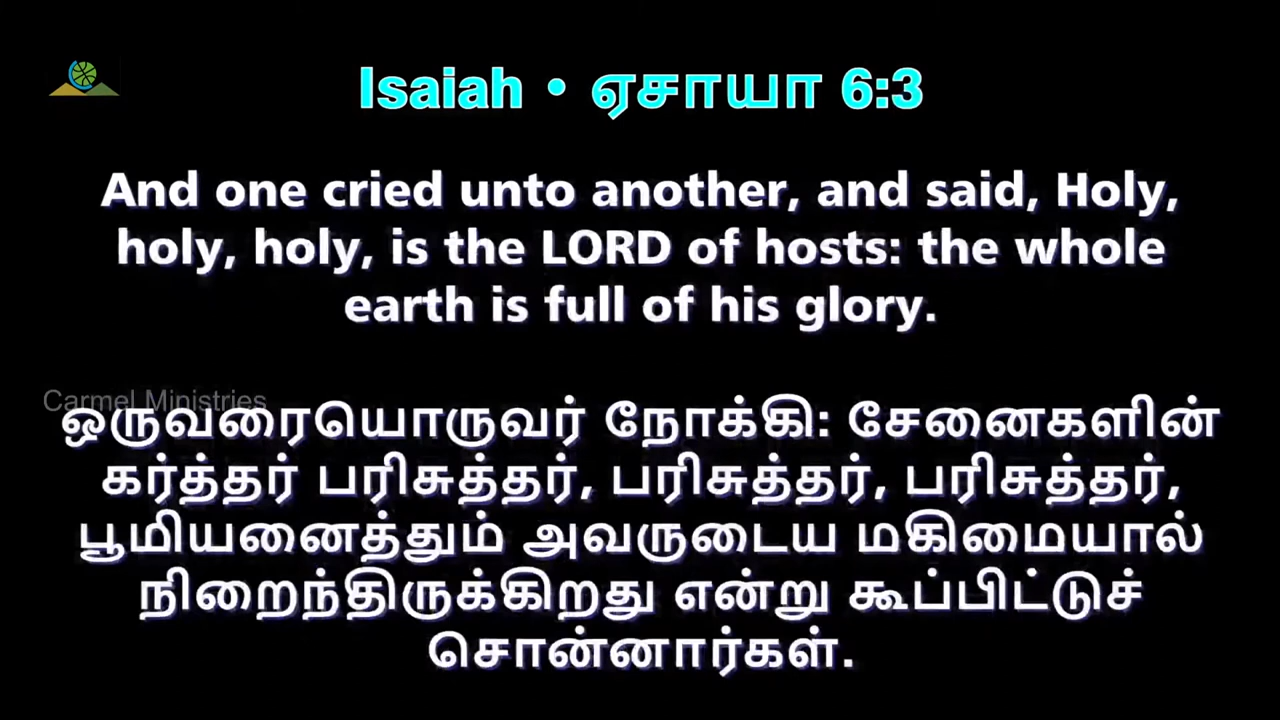 Isaiah • ஏசாயா 6:3
And one cried unto another, and said, Holy,
holy, holy, is the LORD of hosts: the whole
earth is full of his glory.
Carmel Ministries
ஒருவரையொருவர் நோக்கி: சேனைகளின்
கர்த்தர் பரிசுத்தர், பரிசுத்தர், பரிசுத்தர்,
பூமியனைத்தும் அவருடைய மகிமையால்
நிறைந்திருக்கிறது என்று கூப்பிட்டுச்
சொன்னார்கள்.